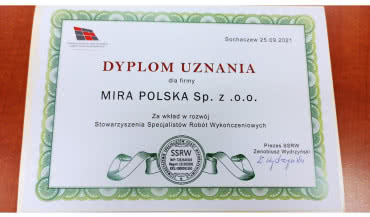 Sochaczew 25.09.2021
DYPLOM UZNANIA
dla firmy
MIRA POLSKA Sp. z .o.o.
Za wkład w rozwój
Stowarzyszenia Specjalistów Robót Wykończeniowych
SSRW
Prezes SSRW
Zenobiusz Wydrzyński